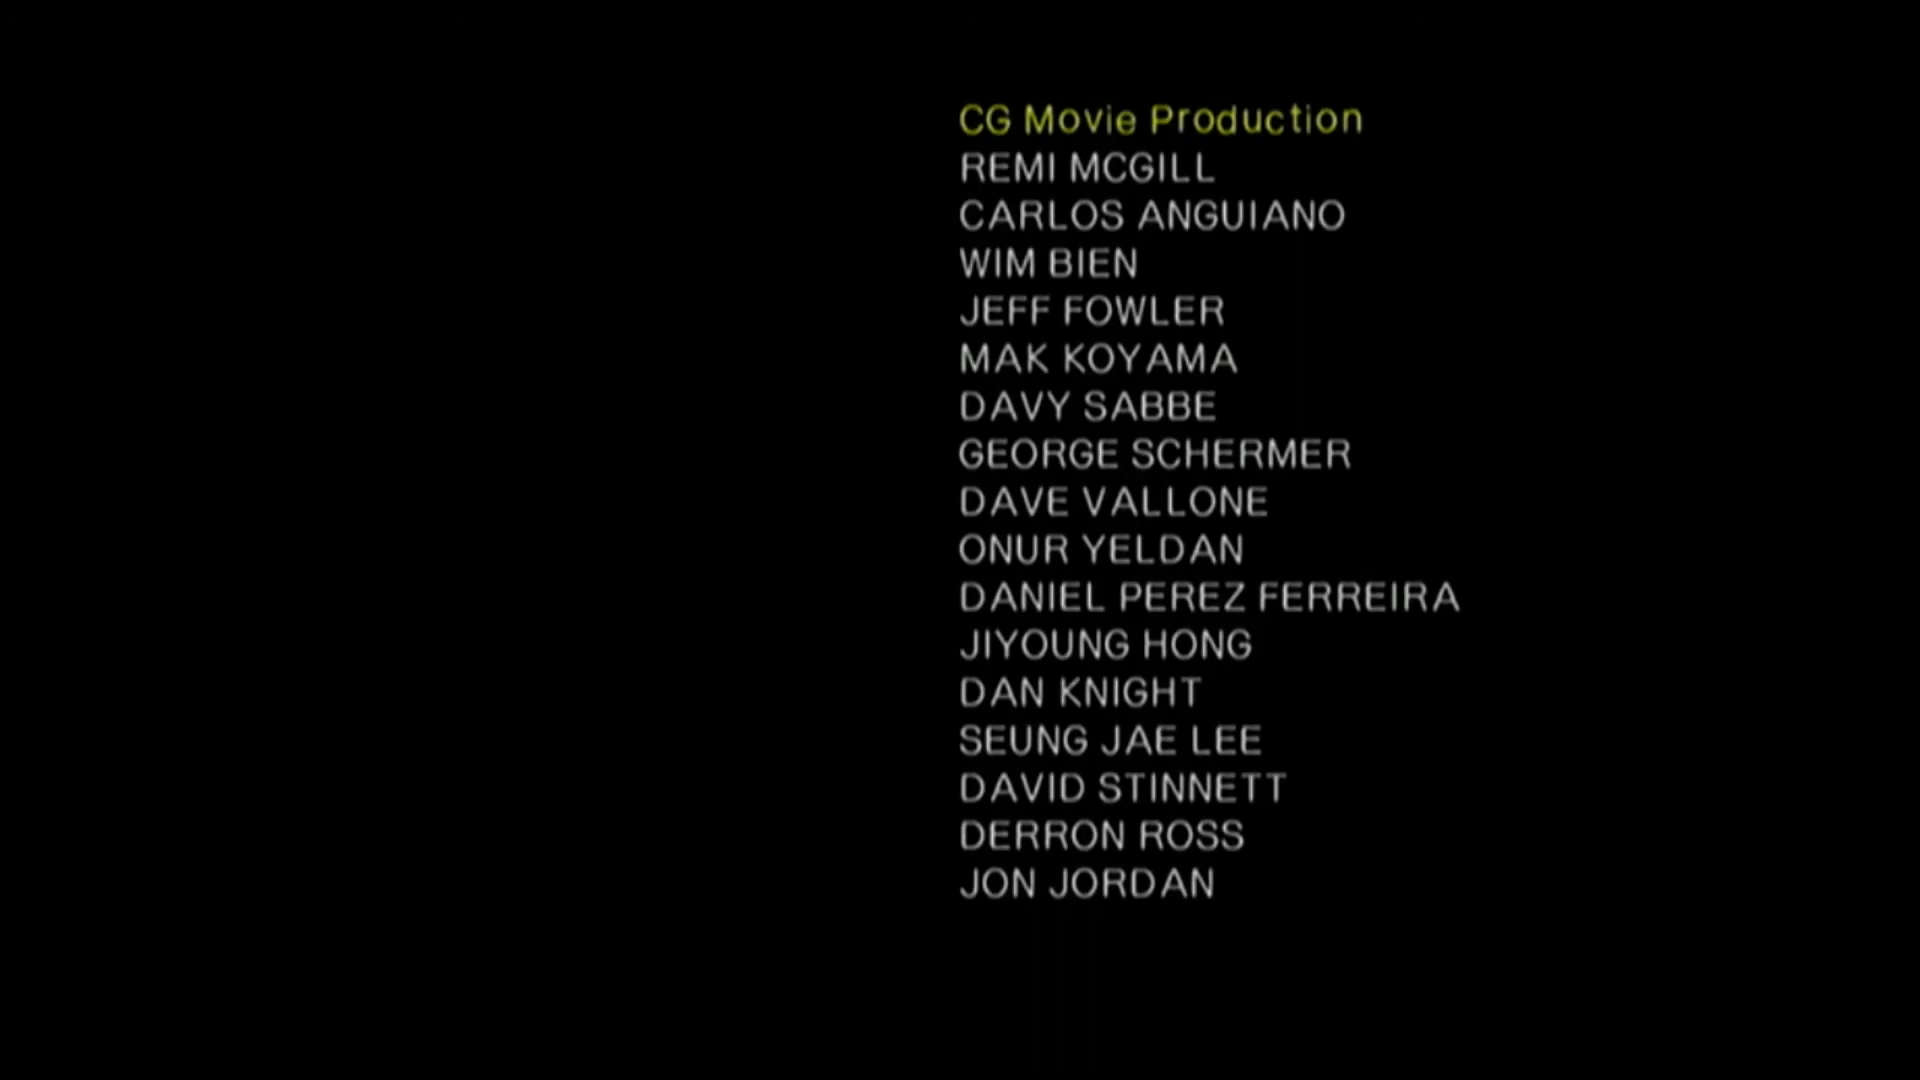 CG Movie Production
REMI MCGILL
CARLOS ANGUIANO
WIM BIEN
JEFF FOWLER
MAK KOYAMA
DAVY SABBE
GEORGE SCHERMER
DAVE VALLONE
ONUR YELDAN
DANIEL PEREZ FERREIRA
JIYOUNG HONG
DAN KNIGHT
SEUNG JAE LEE
DAVID STINNETT
DERRON ROSS
JON JORDAN